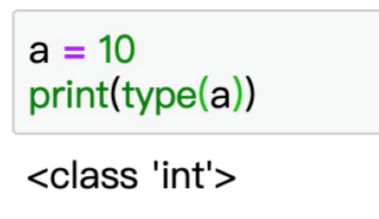 a = 10
print(type(a))
<class 'int'>